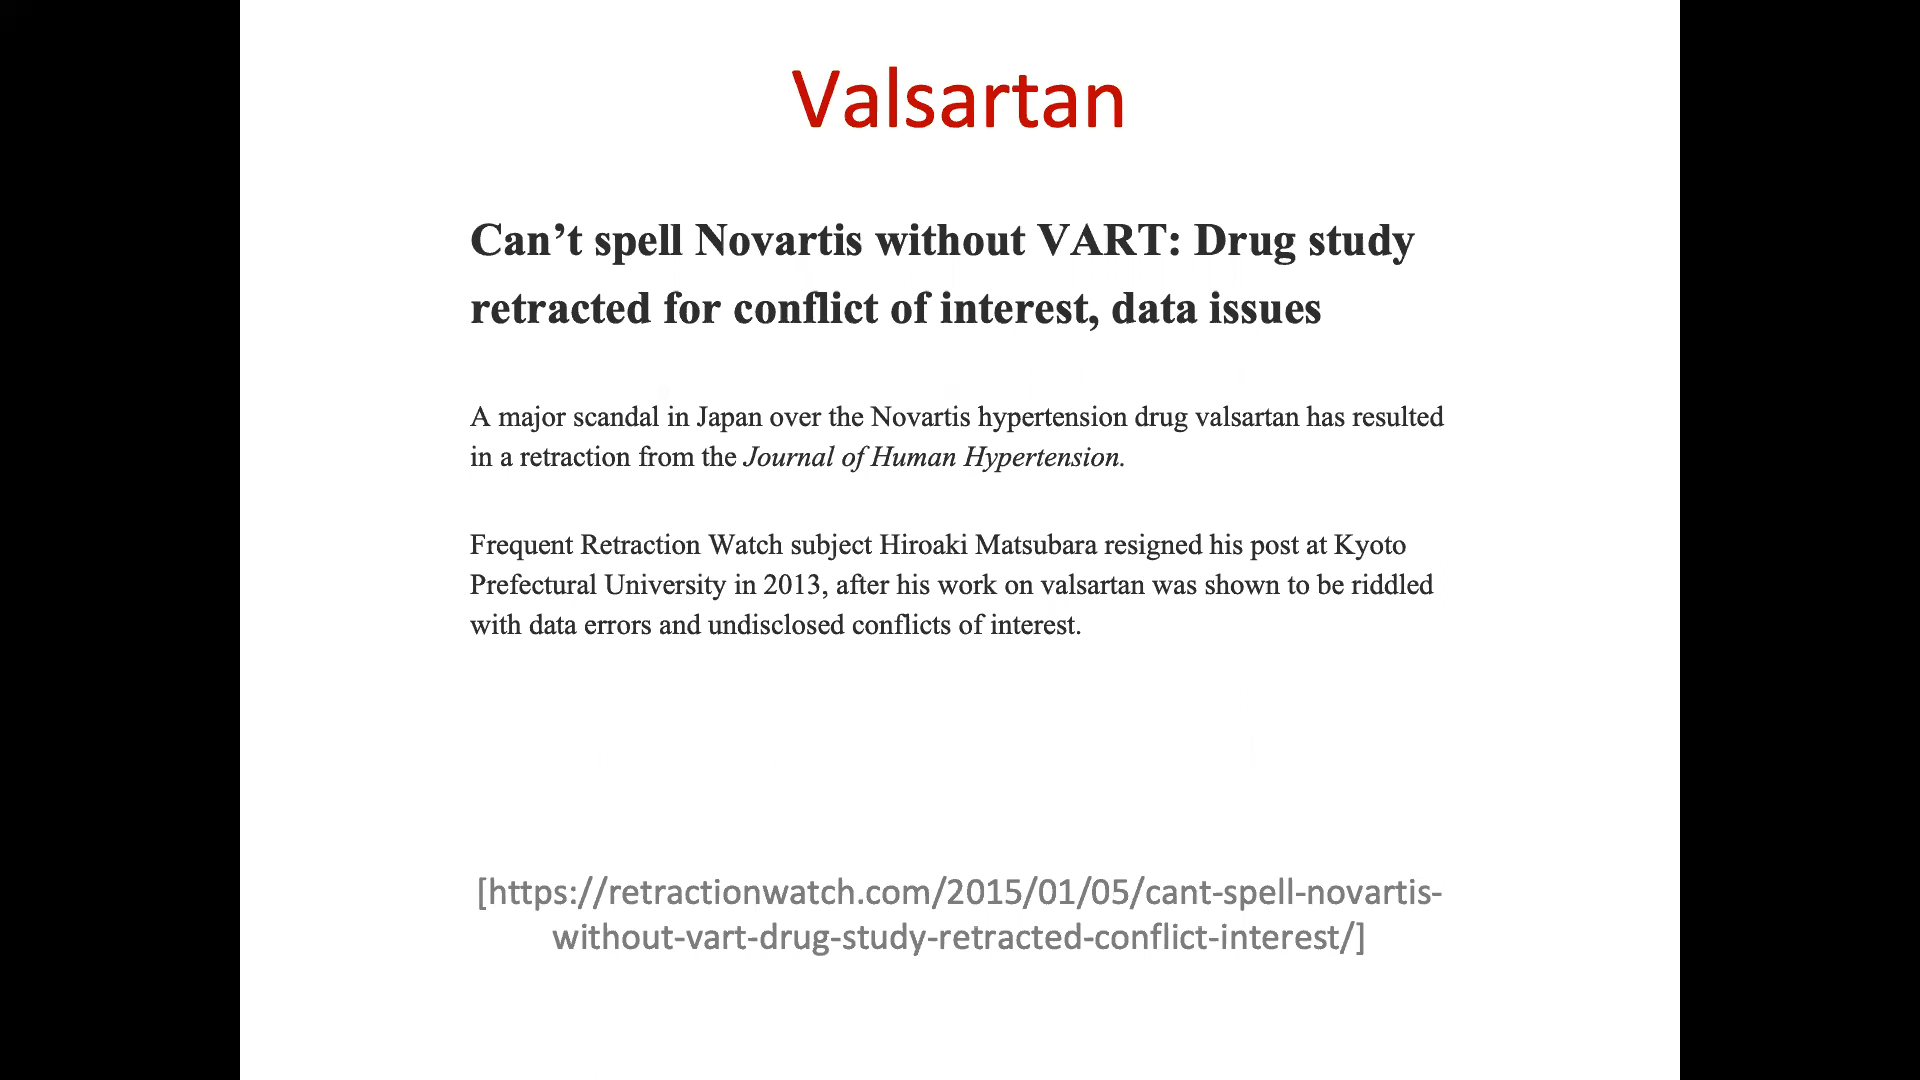 Valsartan
Can’t spell Novartis without VART: Drug study
retracted for conflict of interest, data issues
A major scandal in Japan over the Novartis hypertension drug valsartan has resulted
in a retraction from the Journal of Human Hypertension.
Frequent Retraction Watch subject Hiroaki Matsubara resigned his post at Kyoto
Prefectural University in 2013, after his work on valsartan was shown to be riddled
with data errors and undisclosed conflicts of interest.
[https://retractionwatch.com/2015/01/05/cant-spell-novartis-
without-vart-drug-study-retracted-conflict-interest/]